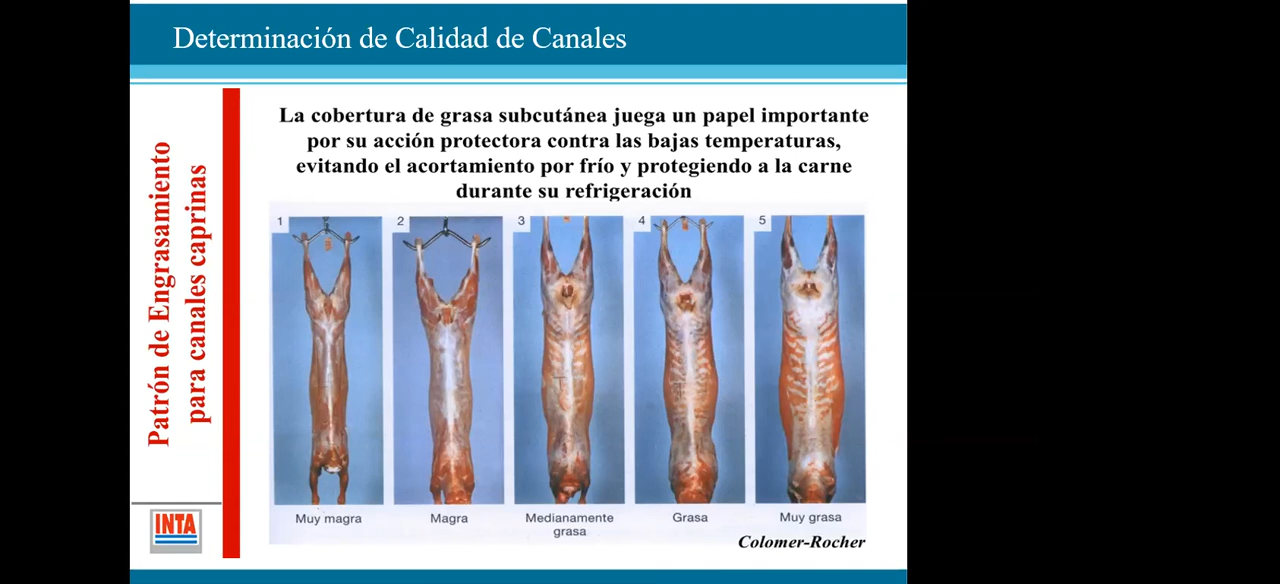 Determinación de Calidad de Canales
La cobertura de grasa subcutánea juega un papel importante
por su acción protectora contra las bajas temperaturas,
evitando el acortamiento por frío y protegiendo a la carne
durante su refrigeración
Patrón de Engrasamiento
para canales caprinas
1
2
3
4
5
Muy magra
Magra
Medianamente
grasa
Grasa
Muy grasa
Colomer-Rocher
INTA